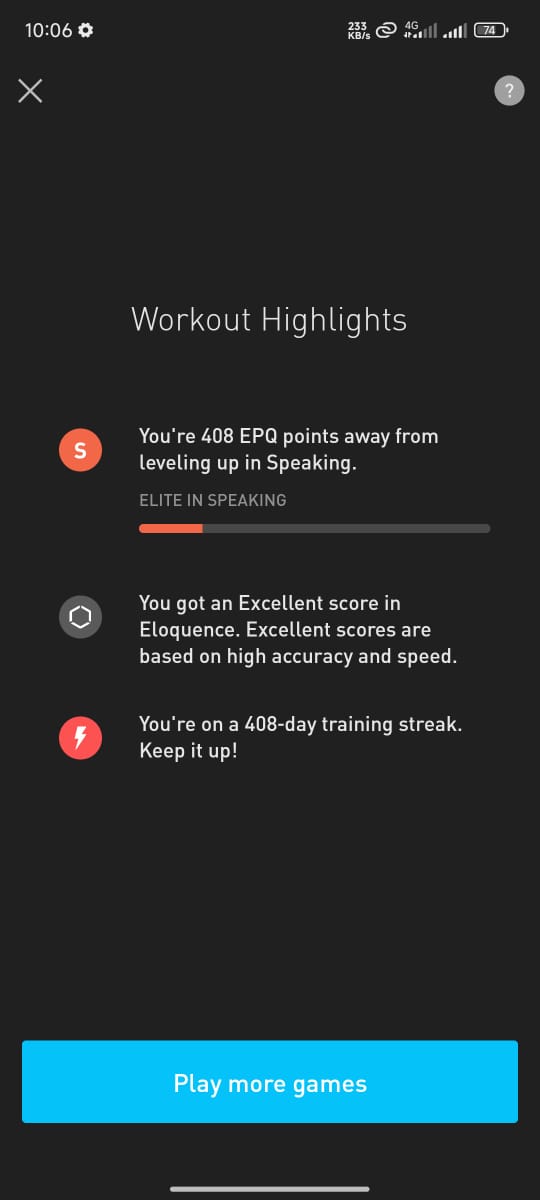 10:06
233
KB/s
4G
74
?
Workout Highlights
S
You're 408 EPQ points away from
leveling up in Speaking.
ELITE IN SPEAKING
You got an Excellent score in
Eloquence. Excellent scores are
based on high accuracy and speed.
You're on a 408-day training streak.
Keep it up!
Play more games